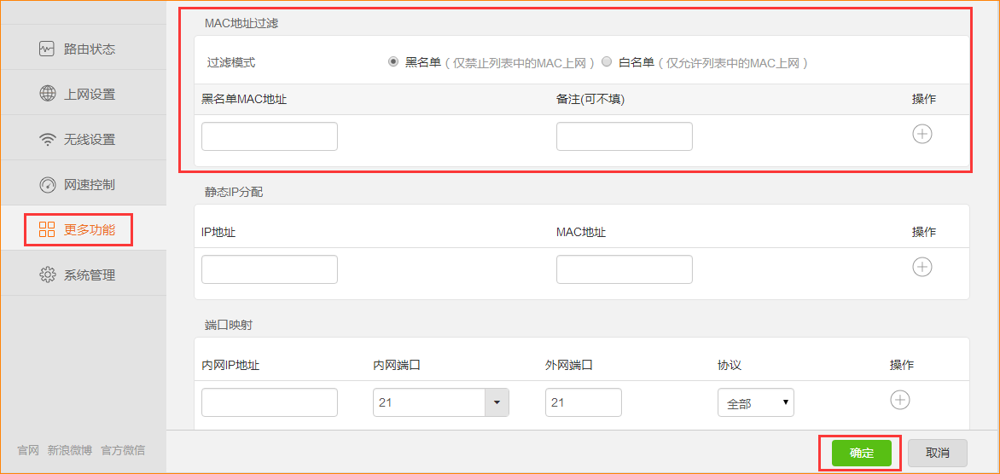 路由状态
上网设置
无线设置
网速控制
更多功能
系统管理
官网 新浪微博 官方微信
MAC地址过滤
过滤模式 黑名单（仅禁止列表中的MAC上网） 白名单（仅允许列表中的MAC上网）
黑名单MAC地址 备注(可不填) 操作
静态IP分配
IP地址 MAC地址 操作
端口映射
内网IP地址 内网端口 外网端口 协议 操作
21 21 全部
确定 取消